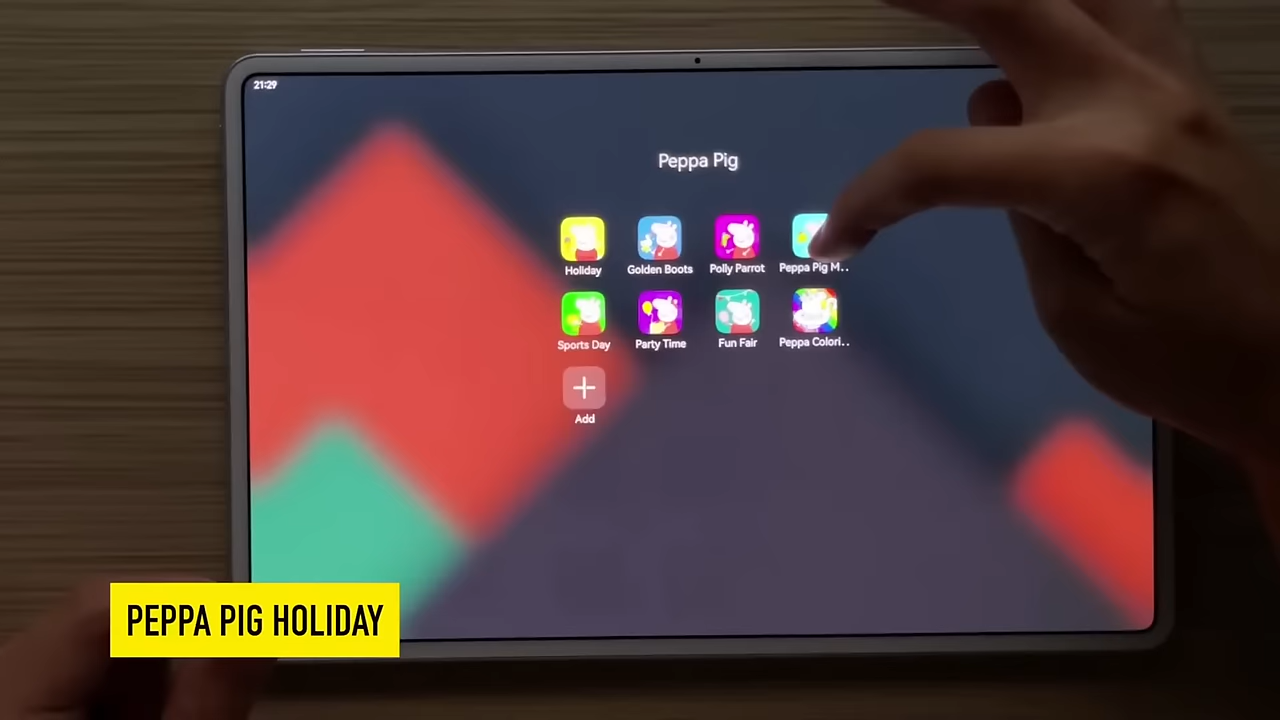 21:29
Peppa Pig
Holiday
Golden Boots
Polly Parrot
Peppa Pig M..
Sports Day
Party Time
Fun Fair
Peppa Colori..
Add
PEPPA PIG HOLIDAY